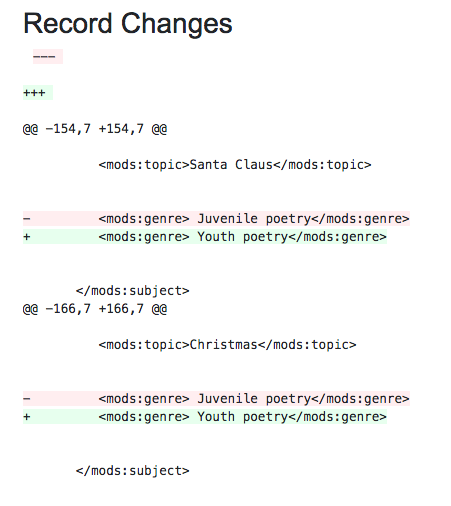 Record Changes
---
+++
@@ -154,7 +154,7 @@
<mods:topic>Santa Claus</mods:topic>
- <mods:genre> Juvenile poetry</mods:genre>
+ <mods:genre> Youth poetry</mods:genre>
</mods:subject>
@@ -166,7 +166,7 @@
<mods:topic>Christmas</mods:topic>
- <mods:genre> Juvenile poetry</mods:genre>
+ <mods:genre> Youth poetry</mods:genre>
</mods:subject>